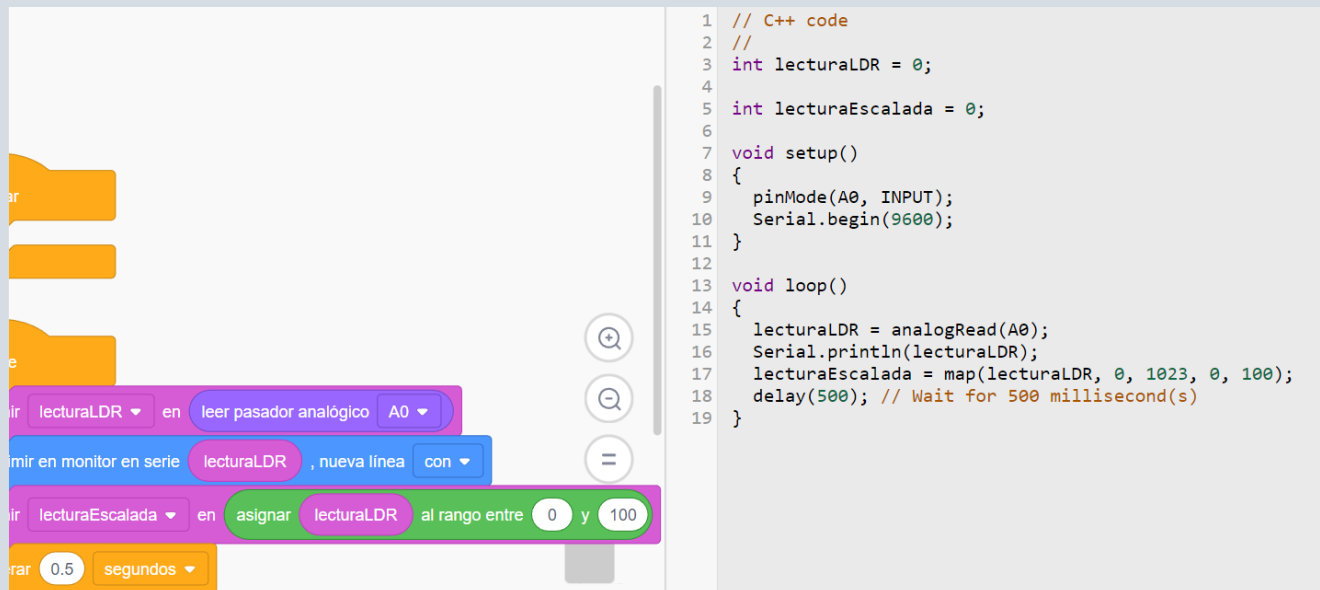 ar
e
ir lecturaLDR en leer pasador analógico A0
imir en monitor en serie lecturaLDR , nueva línea con
ir lecturaEscalada en asignar lecturaLDR al rango entre 0 y 100
erar 0.5 segundos
1 // C++ code
2 //
3 int lecturaLDR = 0;
4
5 int lecturaEscalada = 0;
6
7 void setup()
8 {
9 pinMode(A0, INPUT);
10 Serial.begin(9600);
11 }
12
13 void loop()
14 {
15 lecturaLDR = analogRead(A0);
16 Serial.println(lecturaLDR);
17 lecturaEscalada = map(lecturaLDR, 0, 1023, 0, 100);
18 delay(500); // Wait for 500 millisecond(s)
19 }